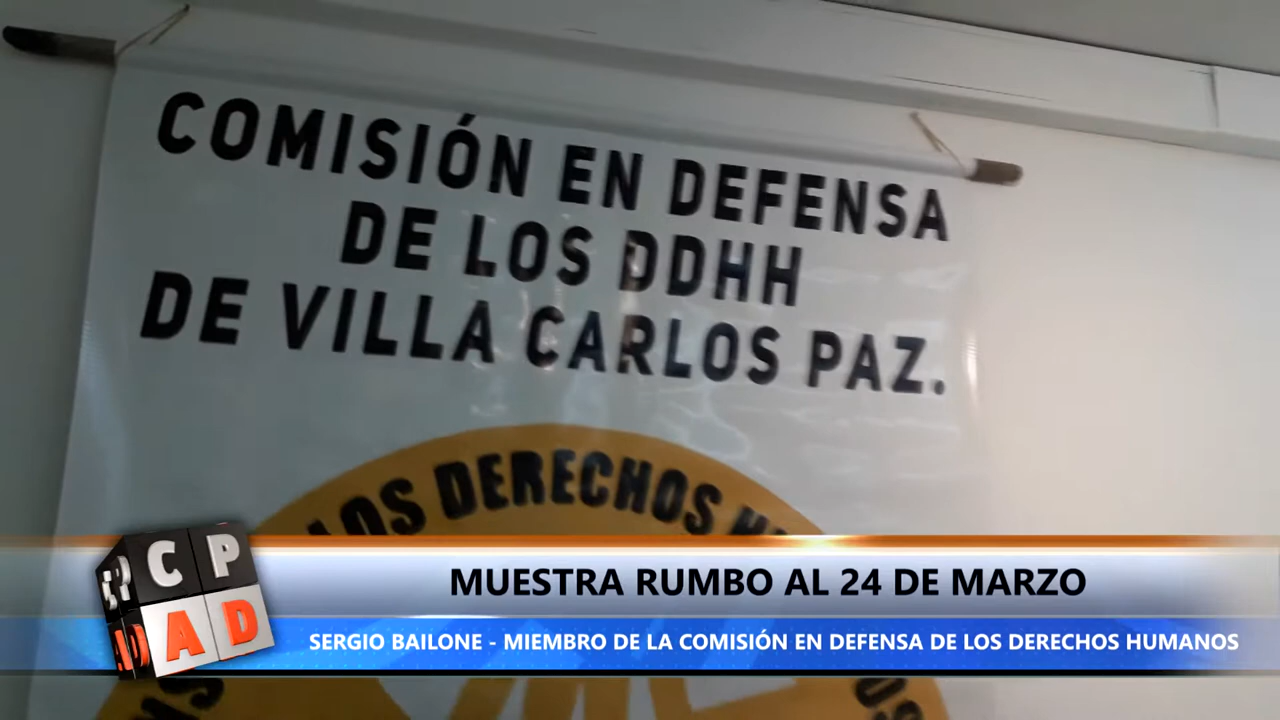 COMISIÓN EN DEFENSA
DE LOS DDHH
DE VILLA CARLOS PAZ.
LOS DERECHOS
CP
AD
MUESTRA RUMBO AL 24 DE MARZO
SERGIO BAILONE - MIEMBRO DE LA COMISIÓN EN DEFENSA DE LOS DERECHOS HUMANOS